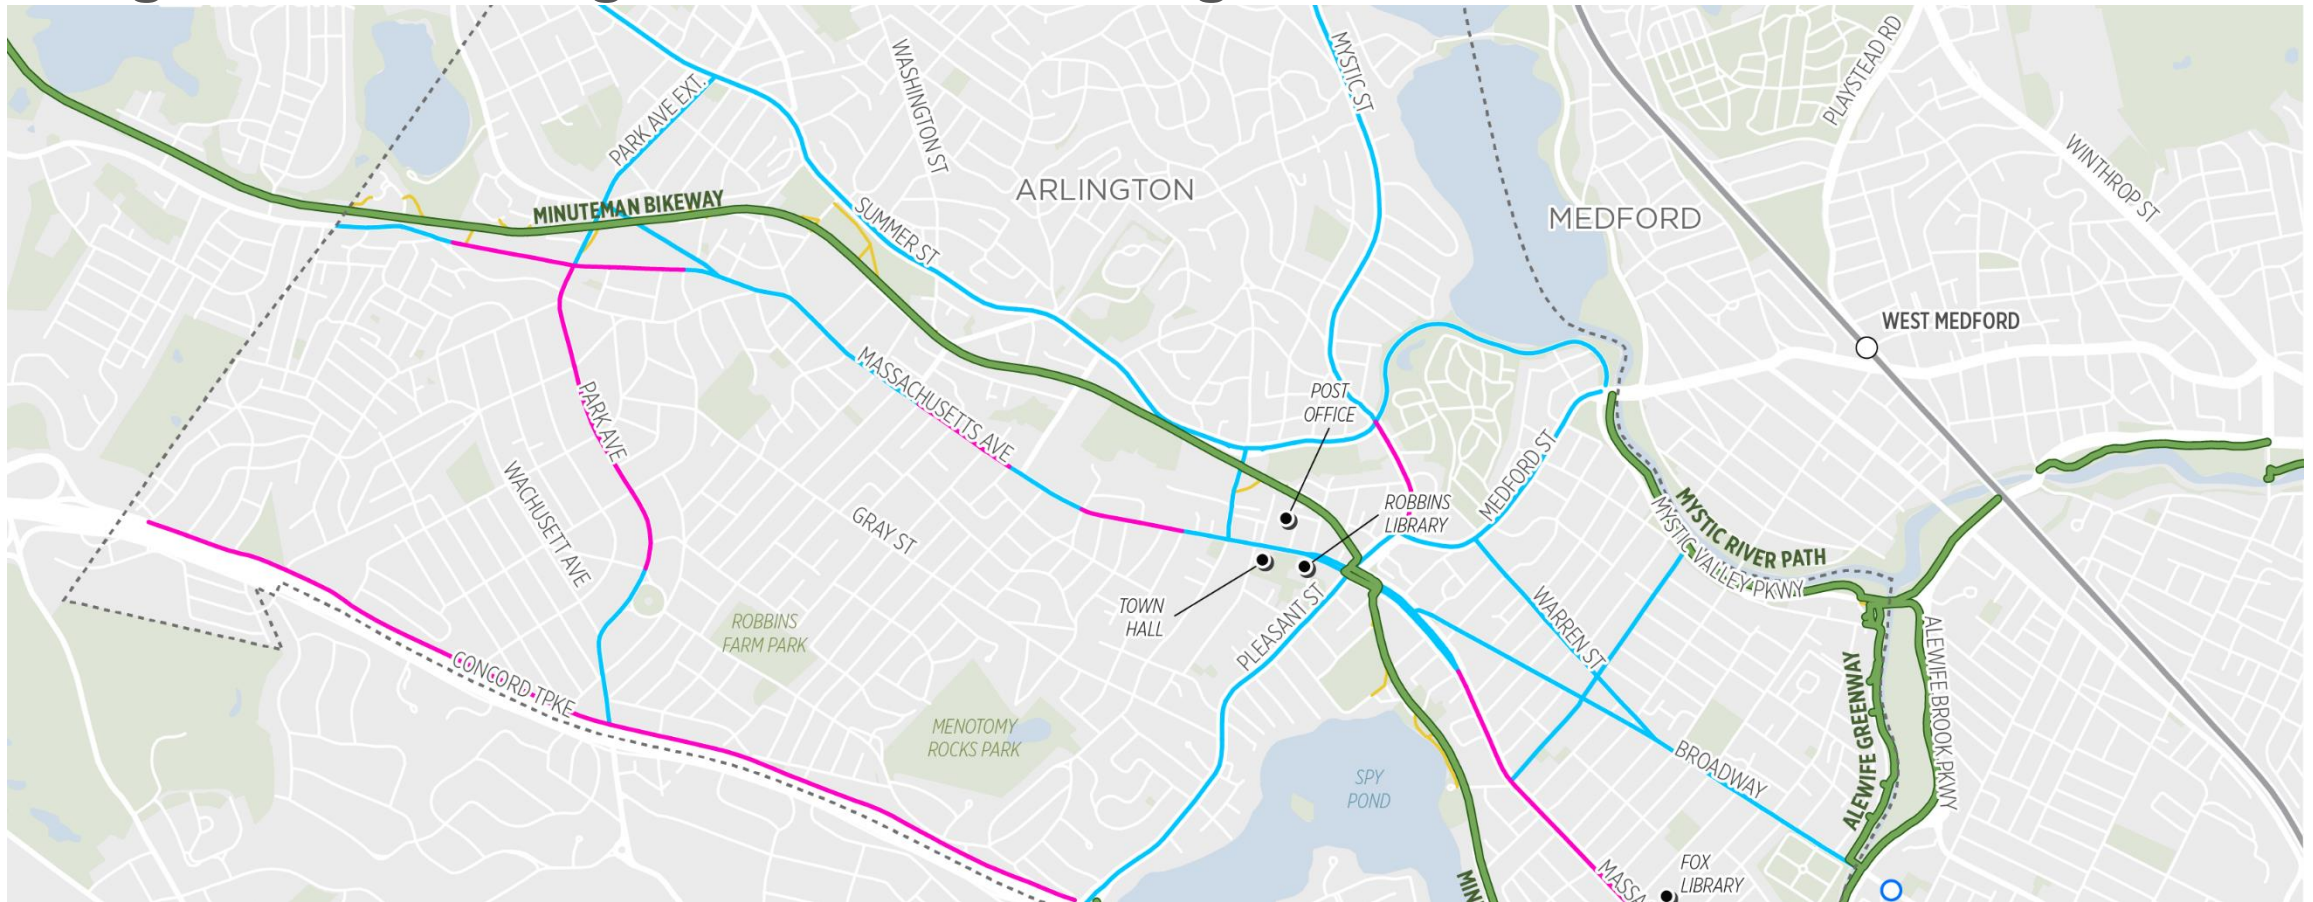 MYSTIC ST
PLAYSTEAD RD
WASHINGTON ST
PARK AVE EXT.
WINTHROP ST
ARLINGTON
MINUTEMAN BIKEWAY
SUMMER ST
MEDFORD
WEST MEDFORD
MASSACHUSETTS AVE
PARK AVE
POST
OFFICE
MEDFORD ST
ROBBINS
LIBRARY
WACHUSETT AVE
GRAY ST
MYSTIC RIVER PATH
MYSTIC VALLEY PKWY
TOWN
HALL
PLEASANT ST
WARREN ST
ROBBINS
FARM PARK
CONCORD TPKE
MENOTOMY
ROCKS PARK
SPY
POND
BROADWAY
ALEWIFE GREENWAY
ALEWIFE BROOK PKWY
FOX
LIBRARY
MASSA
MIN